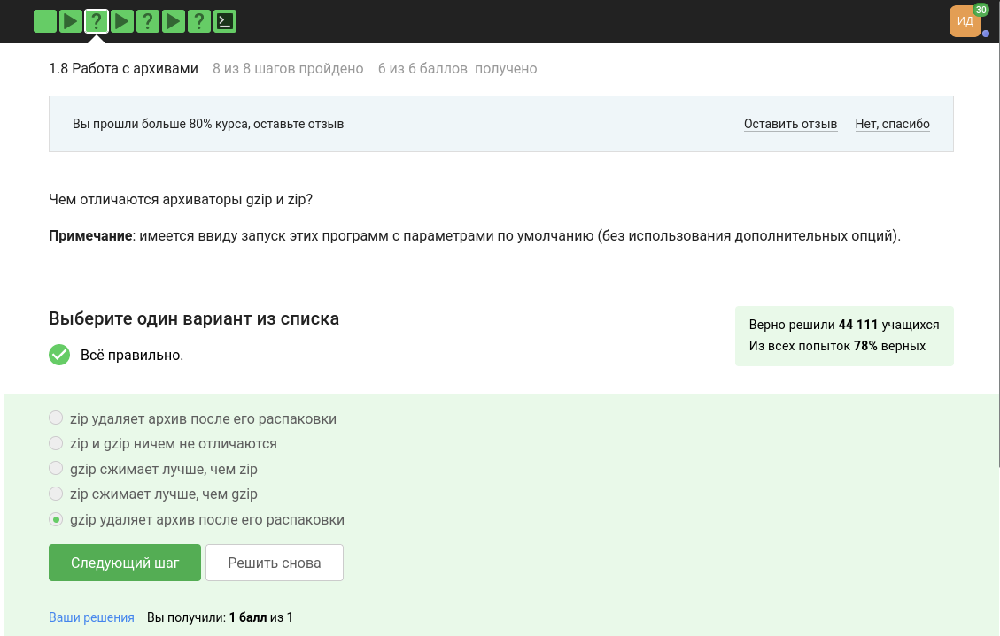 ? ? ?
ИД
30
1.8 Работа с архивами 8 из 8 шагов пройдено 6 из 6 баллов получено
Вы прошли больше 80% курса, оставьте отзыв Оставить отзыв Нет, спасибо
Чем отличаются архиваторы gzip и zip?
Примечание: имеется ввиду запуск этих программ с параметрами по умолчанию (без использования дополнительных опций).
Выберите один вариант из списка
Всё правильно.
Верно решили 44 111 учащихся
Из всех попыток 78% верных
zip удаляет архив после его распаковки
zip и gzip ничем не отличаются
gzip сжимает лучше, чем zip
zip сжимает лучше, чем gzip
gzip удаляет архив после его распаковки
Следующий шаг Решить снова
Ваши решения Вы получили: 1 балл из 1